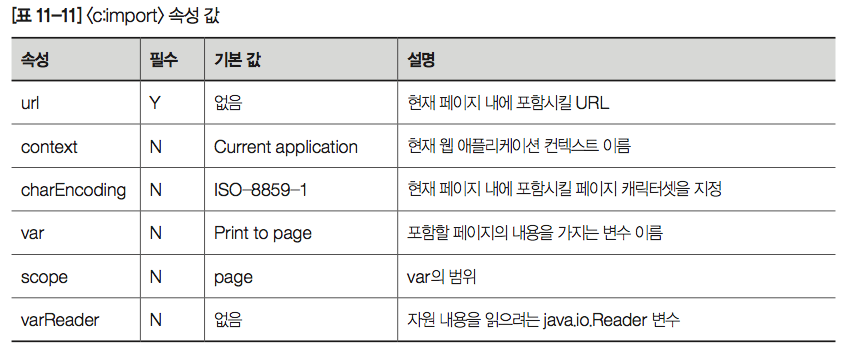 [표 11-11] <c:import> 속성 값
속성 필수 기본 값 설명
url Y 없음 현재 페이지 내에 포함시킬 URL
context N Current application 현재 웹 애플리케이션 컨텍스트 이름
charEncoding N ISO-8859-1 현재 페이지 내에 포함시킬 페이지 캐릭터셋을 지정
var N Print to page 포함할 페이지의 내용을 가지는 변수 이름
scope N page var의 범위
varReader N 없음 자원 내용을 읽으려는 java.io.Reader 변수